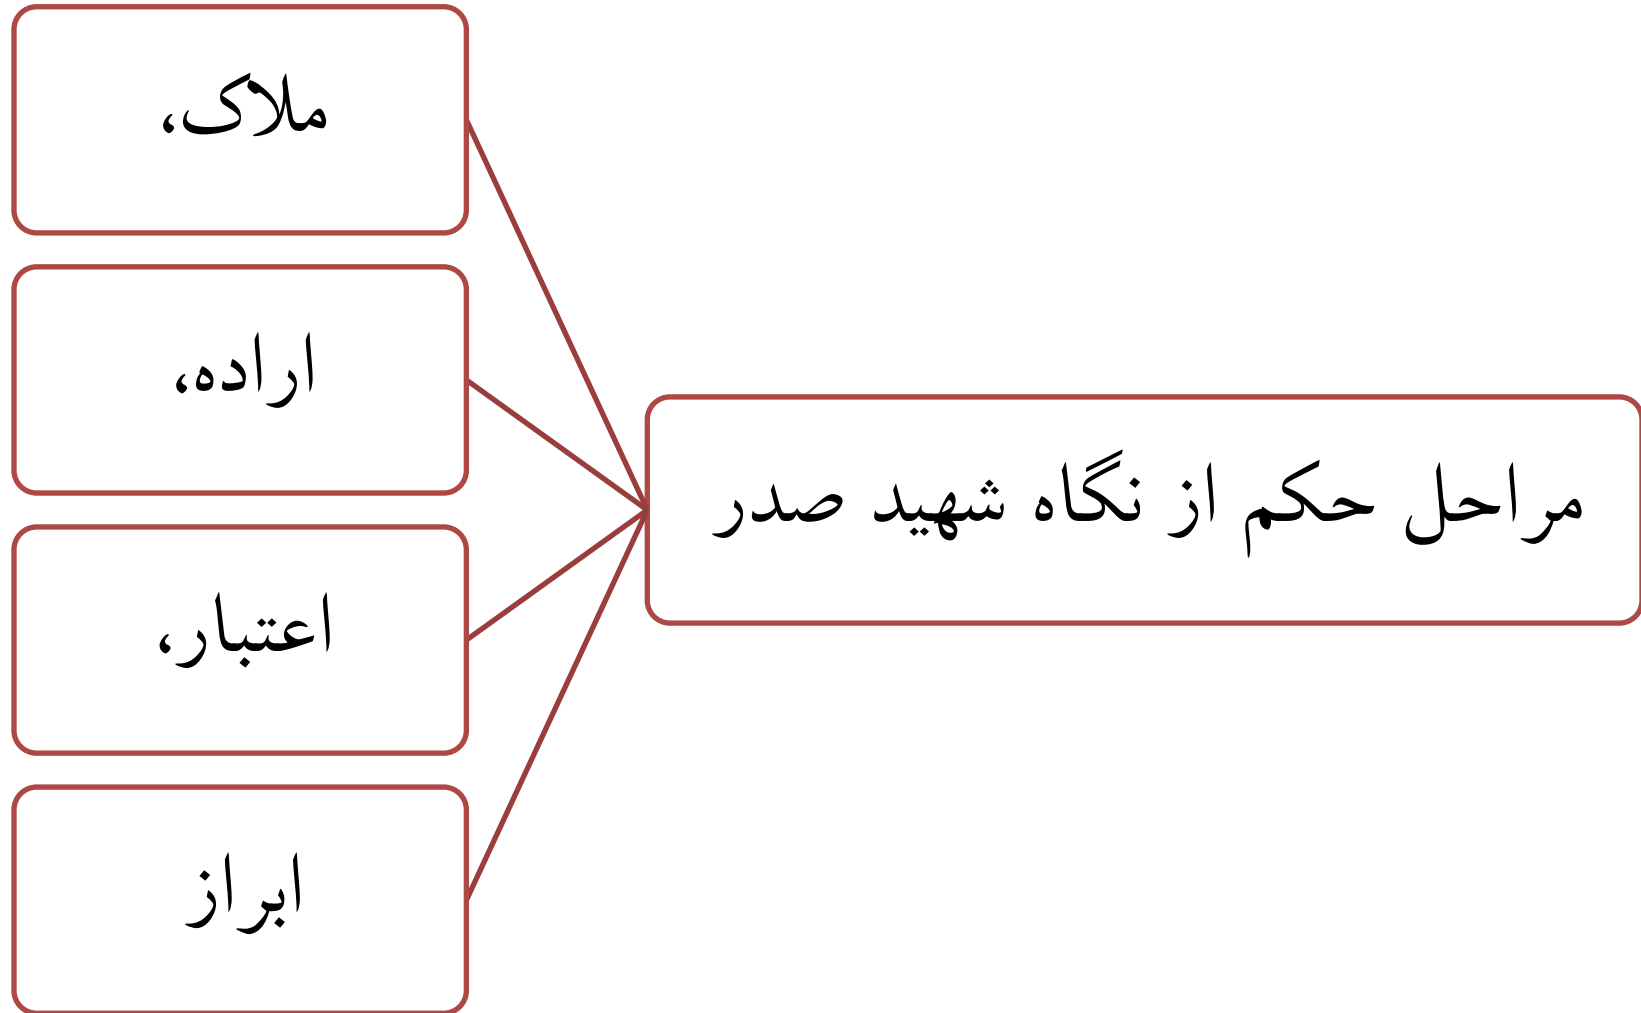 مراحل حکم از نگاه شهید صدر
ملاک،
اراده،
اعتبار،
ابراز